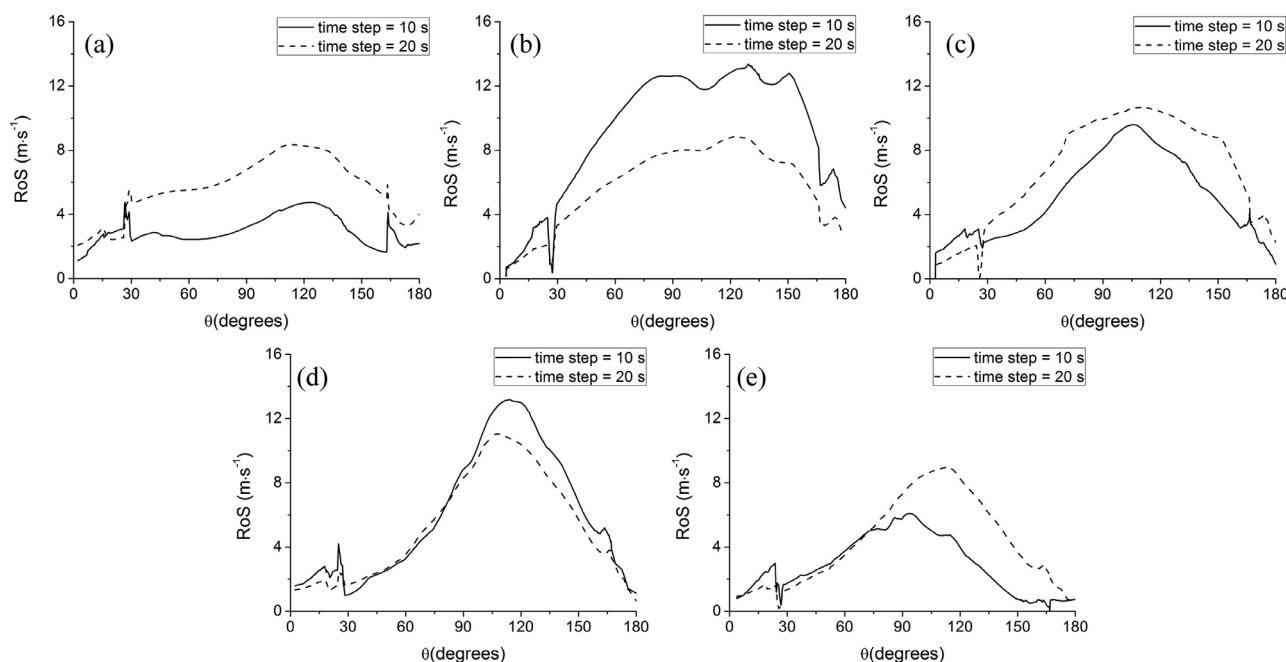 (a)
time step = 10 s
time step = 20 s
RoS (m·s⁻¹)
16
12
8
4
0
0 30 60 90 120 150 180
θ(degrees)
(b)
time step = 10 s
time step = 20 s
RoS (m·s⁻¹)
16
12
8
4
0
0 30 60 90 120 150 180
θ(degrees)
(c)
time step = 10 s
time step = 20 s
RoS (m·s⁻¹)
16
12
8
4
0
0 30 60 90 120 150 180
θ(degrees)
(d)
time step = 10 s
time step = 20 s
RoS (m·s⁻¹)
16
12
8
4
0
0 30 60 90 120 150 180
θ(degrees)
(e)
time step = 10 s
time step = 20 s
RoS (m·s⁻¹)
16
12
8
4
0
0 30 60 90 120 150 180
θ(degrees)